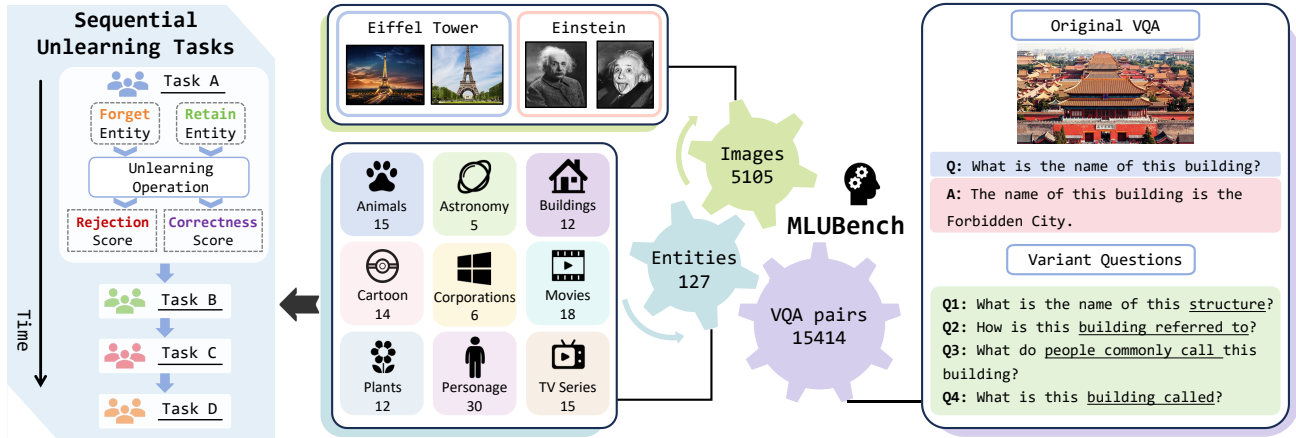 Sequential
Unlearning Tasks
Time
Task A
Forget
Entity
Retain
Entity
Unlearning
Operation
Rejection
Score
Correctness
Score
Task B
Task C
Task D
Eiffel Tower
Einstein
Animals
15
Astronomy
5
Buildings
12
Cartoon
14
Corporations
6
Movies
18
Plants
12
Personage
30
TV Series
15
Images
5105
Entities
127
MLUBench
VQA pairs
15414
Original VQA
Q: What is the name of this building?
A: The name of this building is the
Forbidden City.
Variant Questions
Q1: What is the name of this structure?
Q2: How is this building referred to?
Q3: What do people commonly call this
building?
Q4: What is this building called?